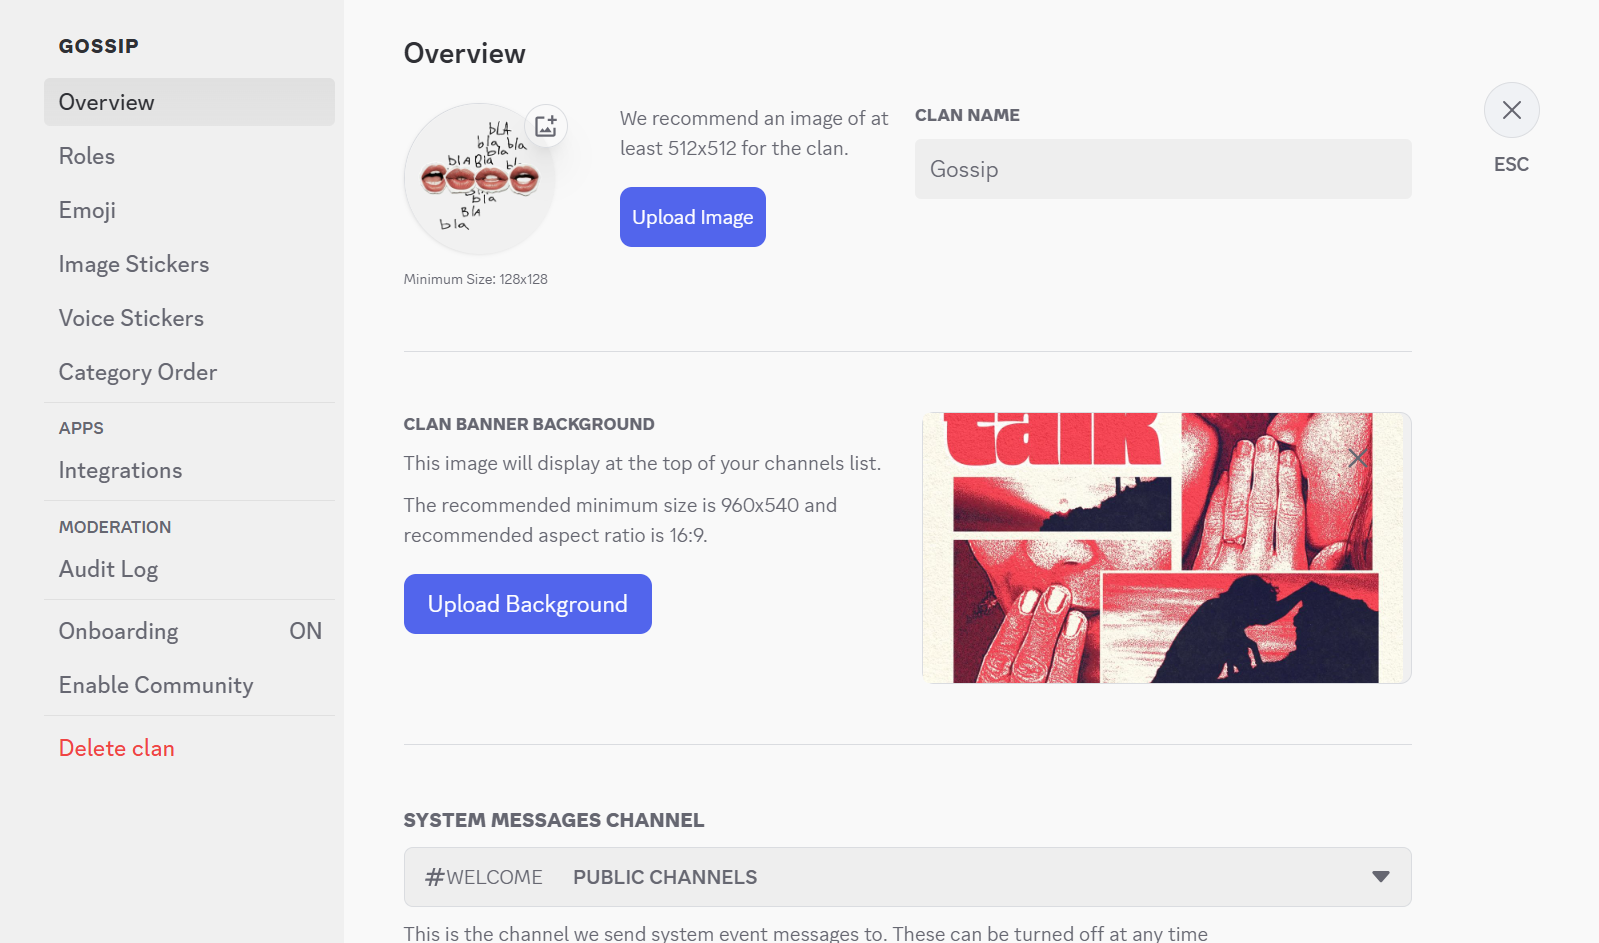 GOSSIP
Overview
Roles
Emoji
Image Stickers
Voice Stickers
Category Order
APPS
Integrations
MODERATION
Audit Log
Onboarding ON
Enable Community
Delete clan
Overview
bLA
bla bla
bla
blA Bla bl
bla
BlA
bla
Minimum Size: 128x128
We recommend an image of at
least 512x512 for the clan.
Upload Image
CLAN NAME
Gossip
ESC
CLAN BANNER BACKGROUND
This image will display at the top of your channels list.
The recommended minimum size is 960x540 and
recommended aspect ratio is 16:9.
Upload Background
talk
SYSTEM MESSAGES CHANNEL
#WELCOME PUBLIC CHANNELS
This is the channel we send system event messages to. These can be turned off at any time